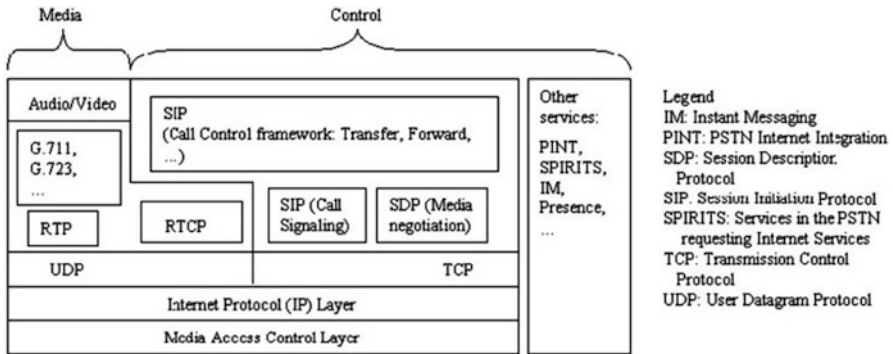 Media
Control
Audio/Video
G.711,
G.723,
...
RTP
RTCP
SIP
(Call Control framework: Transfer, Forward,
...)
SIP (Call
Signaling)
SDP (Media
negotiation)
UDP
TCP
Internet Protocol (IP) Layer
Media Access Control Layer
Other
services:
PINT,
SPIRITS,
IM,
Presence,
...
Legend
IM: Instant Messaging
PINT: PSTN Internet Integration
SDP: Session Description
Protocol
SIP: Session Initiation Protocol
SPIRITS: Services in the PSTN
requesting Internet Services
TCP: Transmission Control
Protocol
UDP: User Datagram Protocol